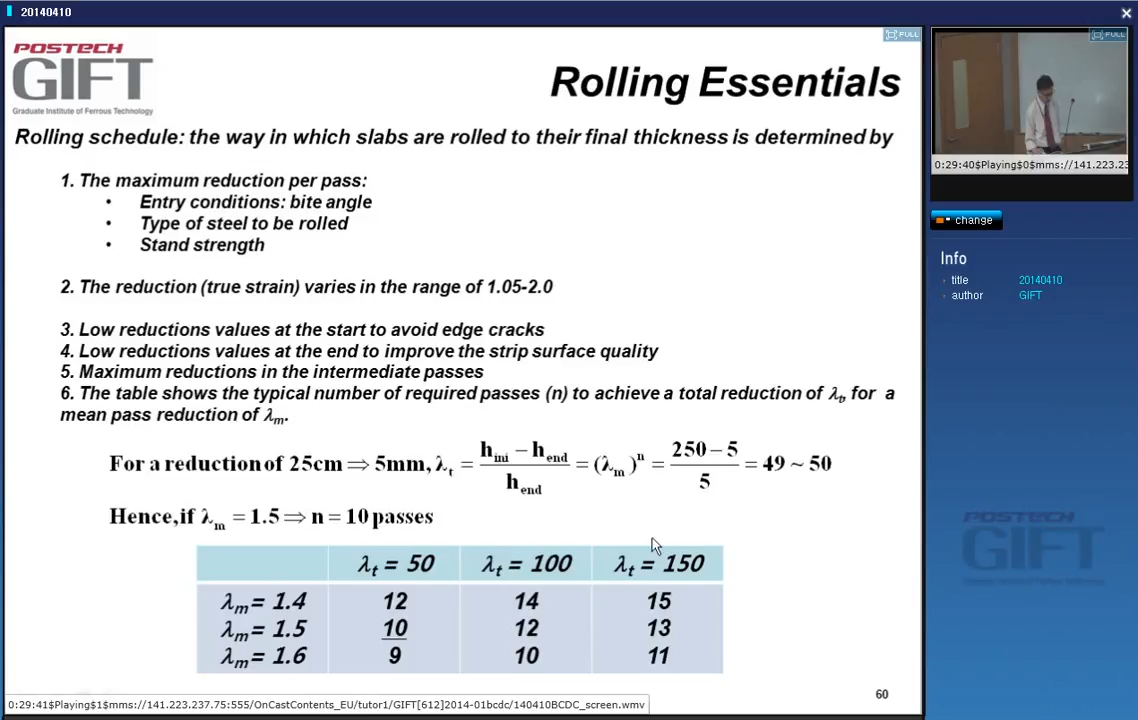 20140410
FULL
POSTECH
GIFT
Graduate Institute of Ferrous Technology
Rolling Essentials
Rolling schedule: the way in which slabs are rolled to their final thickness is determined by
1. The maximum reduction per pass:
• Entry conditions: bite angle
• Type of steel to be rolled
• Stand strength
2. The reduction (true strain) varies in the range of 1.05-2.0
3. Low reductions values at the start to avoid edge cracks
4. Low reductions values at the end to improve the strip surface quality
5. Maximum reductions in the intermediate passes
6. The table shows the typical number of required passes (n) to achieve a total reduction of λt, for a
mean pass reduction of λm.
For a reduction of 25cm ⇒ 5mm, λt = (hini − hend) / hend = (λm)^n = (250 − 5) / 5 = 49 ~ 50
Hence, if λm = 1.5 ⇒ n = 10 passes
λt = 50 λt = 100 λt = 150
λm = 1.4 12 14 15
λm = 1.5 10 12 13
λm = 1.6 9 10 11
60
0:29:41$Playing$1$mms://141.223.237.75:555/OnCastContents_EU/tutor1/GIFT[612]2014-01bcdc/140410BCDC_screen.wmv
FULL
0:29:40$Playing$0$mms://141.223.23
change
Info
title 20140410
author GIFT
POSTECH
GIFT